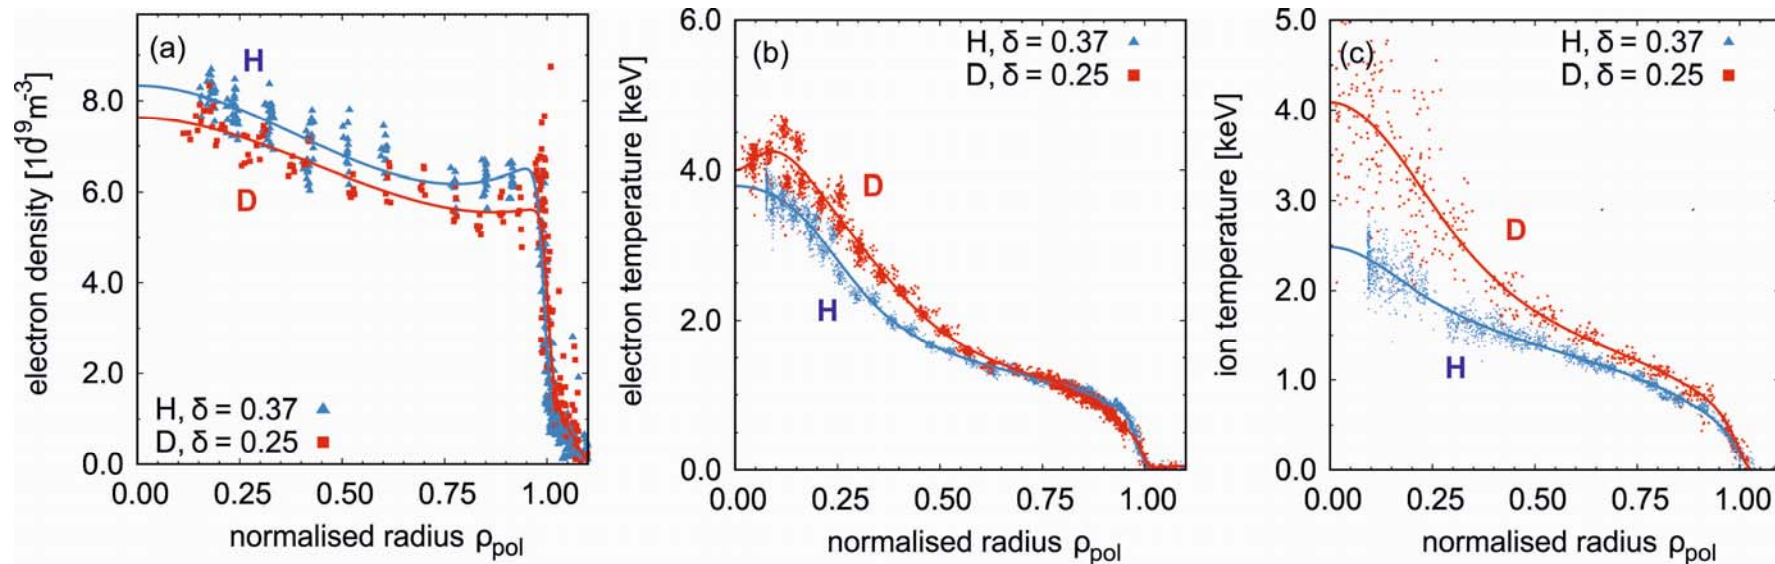 (a)
H
D
8.0
6.0
4.0
2.0
0.0
electron density [10¹⁹m⁻³]
H, δ = 0.37
D, δ = 0.25
0.00 0.25 0.50 0.75 1.00
normalised radius ρpol
(b)
H, δ = 0.37
D, δ = 0.25
D
H
6.0
4.0
2.0
0.0
electron temperature [keV]
0.00 0.25 0.50 0.75 1.00
normalised radius ρpol
(c)
H, δ = 0.37
D, δ = 0.25
D
H
5.0
4.0
3.0
2.0
1.0
0.0
ion temperature [keV]
0.00 0.25 0.50 0.75 1.00
normalised radius ρpol